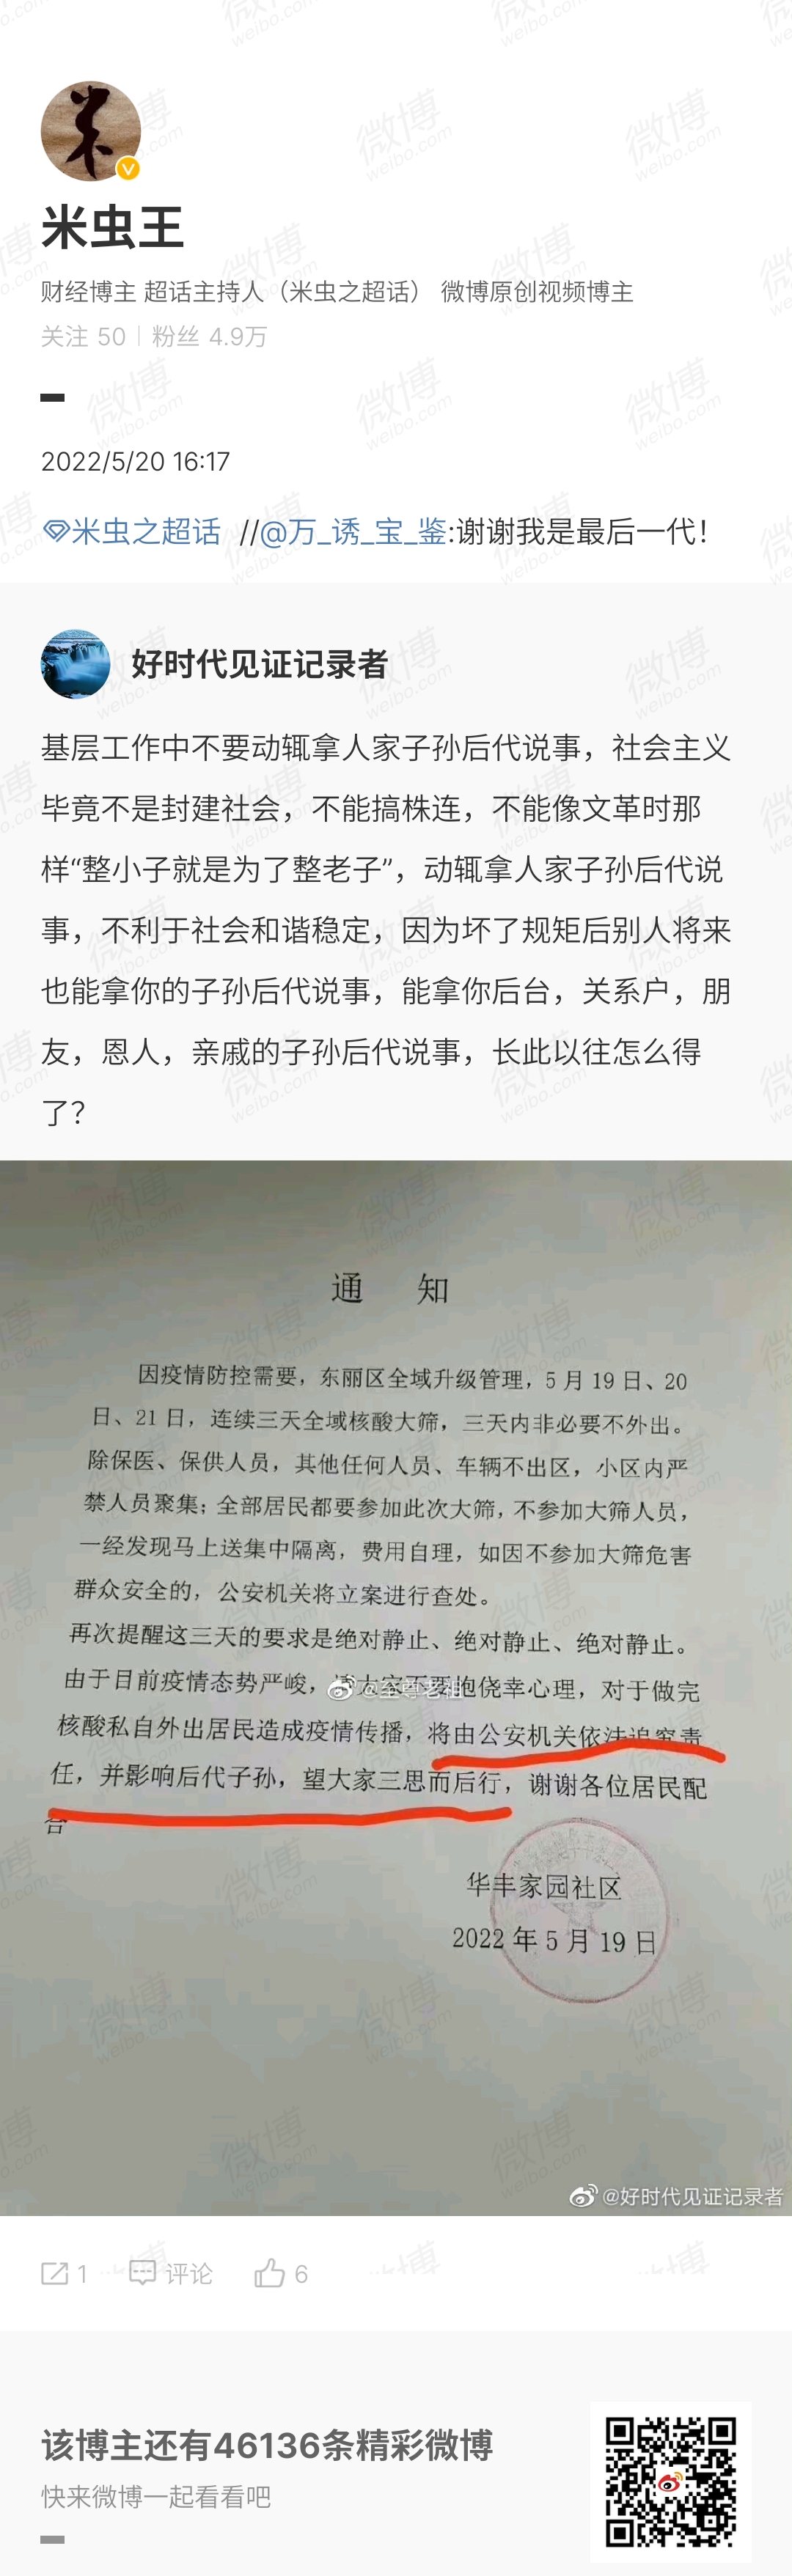 米虫王
财经博主 超话主持人（米虫之超话） 微博原创视频博主
关注 50 | 粉丝 4.9万
2022/5/20 16:17
米虫之超话 //@万_诱_宝_鉴:谢谢我是最后一代！
好时代见证记录者
基层工作中不要动辄拿人家子孙后代说事，社会主义
毕竟不是封建社会，不能搞株连，不能像文革时那
样“整小子就是为了整老子”，动辄拿人家子孙后代说
事，不利于社会和谐稳定，因为坏了规矩后别人将来
也能拿你的子孙后代说事，能拿你后台，关系户，朋
友，恩人，亲戚的子孙后代说事，长此以往怎么得
了？
通 知
因疫情防控需要，东丽区全域升级管理，5 月 19 日、20
日、21 日，连续三天全域核酸大筛，三天内非必要不外出。
除保医、保供人员，其他任何人员、车辆不出区，小区内严
禁人员聚集；全部居民都要参加此次大筛，不参加大筛人员，
一经发现马上送集中隔离，费用自理，如因不参加大筛危害
群众安全的，公安机关将立案进行查处。
再次提醒这三天的要求是绝对静止、绝对静止、绝对静止。
由于目前疫情态势严峻，请大家不要抱侥幸心理，对于做完
@至尊老祖
核酸私自外出居民造成疫情传播，将由公安机关依法追究责
任，并影响后代子孙，望大家三思而后行，谢谢各位居民配
合
华丰家园社区
2022 年 5 月 19 日
@好时代见证记录者
1 评论 6
该博主还有46136条精彩微博
快来微博一起看看吧
微博
weibo.com